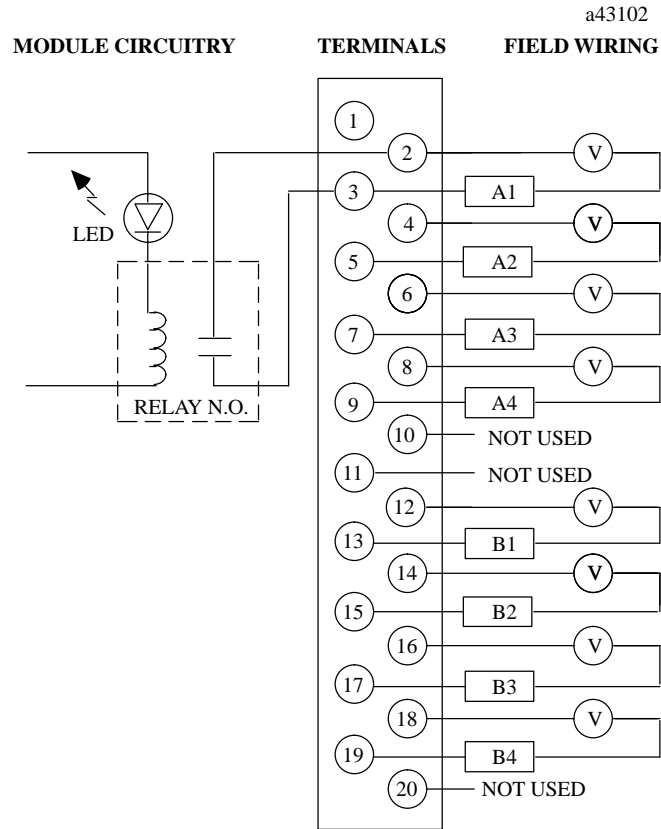 a43102
MODULE CIRCUITRY TERMINALS FIELD WIRING
1
2 V
3 A1
4 V
LED
5 A2
6 V
7 A3
8 V
9 A4
RELAY N.O.
10 NOT USED
11 NOT USED
12 V
13 B1
14 V
15 B2
16 V
17 B3
18 V
19 B4
20 NOT USED